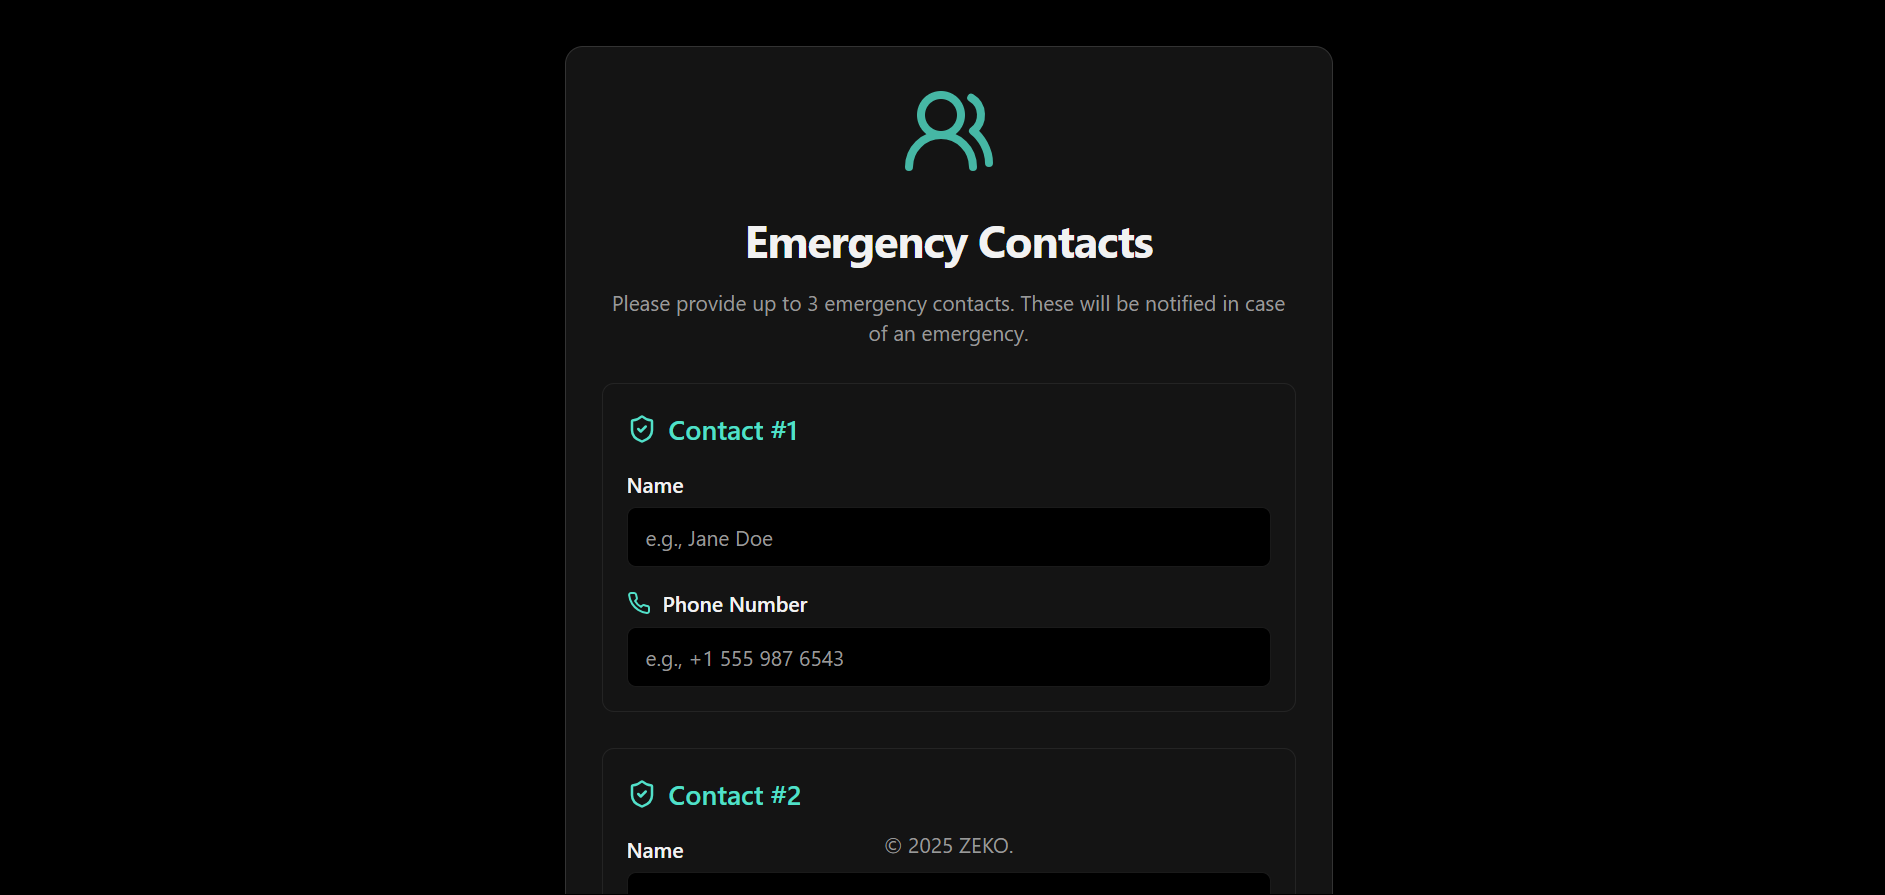 Emergency Contacts
Please provide up to 3 emergency contacts. These will be notified in case
of an emergency.
Contact #1
Name
e.g., Jane Doe
Phone Number
e.g., +1 555 987 6543
Contact #2
Name
© 2025 ZEKO.